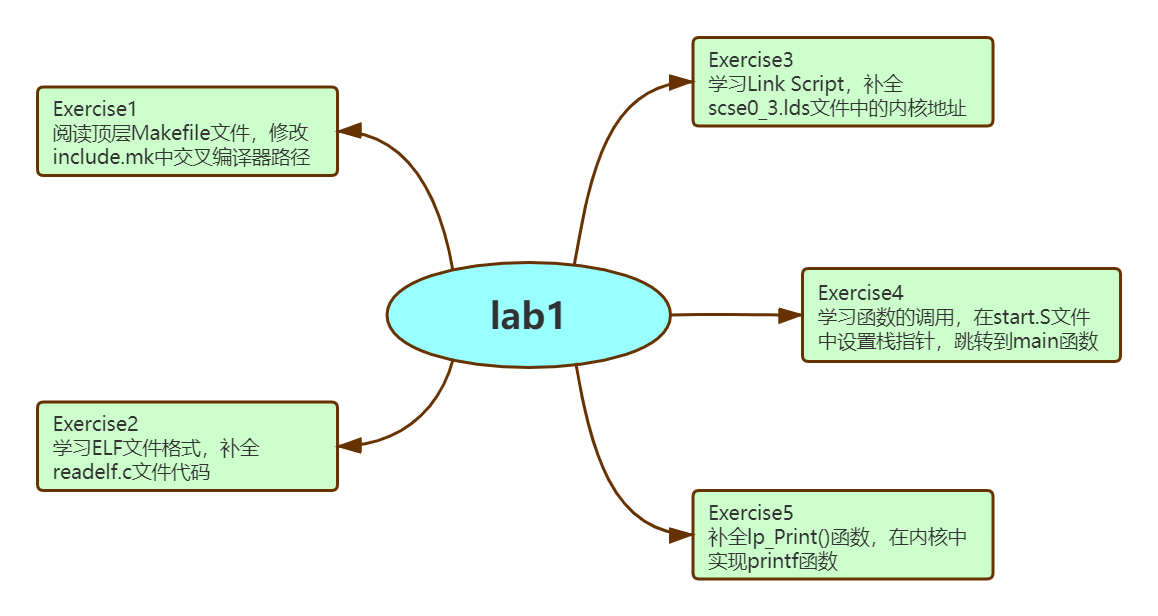 lab1
Exercise1
阅读顶层Makefile文件，修改
include.mk中交叉编译器路径
Exercise2
学习ELF文件格式，补全
readelf.c文件代码
Exercise3
学习Link Script，补全
scse0_3.lds文件中的内核地址
Exercise4
学习函数的调用，在start.S文件
中设置栈指针，跳转到main函数
Exercise5
补全lp_Print()函数，在内核中
实现printf函数